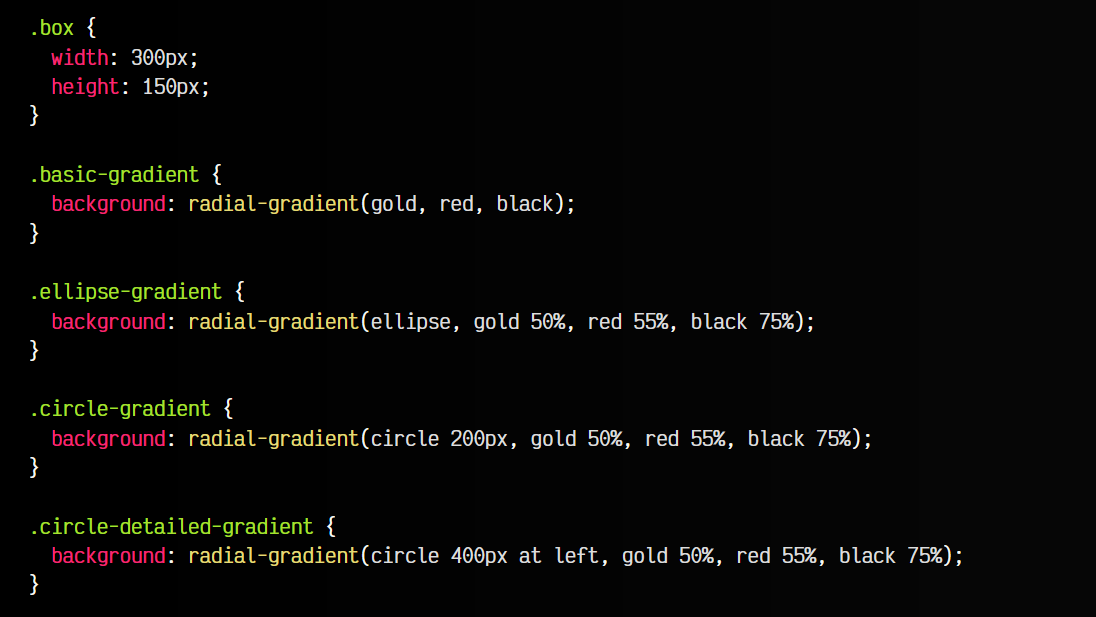 .box {
  width: 300px;
  height: 150px;
}

.basic-gradient {
  background: radial-gradient(gold, red, black);
}

.ellipse-gradient {
  background: radial-gradient(ellipse, gold 50%, red 55%, black 75%);
}

.circle-gradient {
  background: radial-gradient(circle 200px, gold 50%, red 55%, black 75%);
}

.circle-detailed-gradient {
  background: radial-gradient(circle 400px at left, gold 50%, red 55%, black 75%);
}